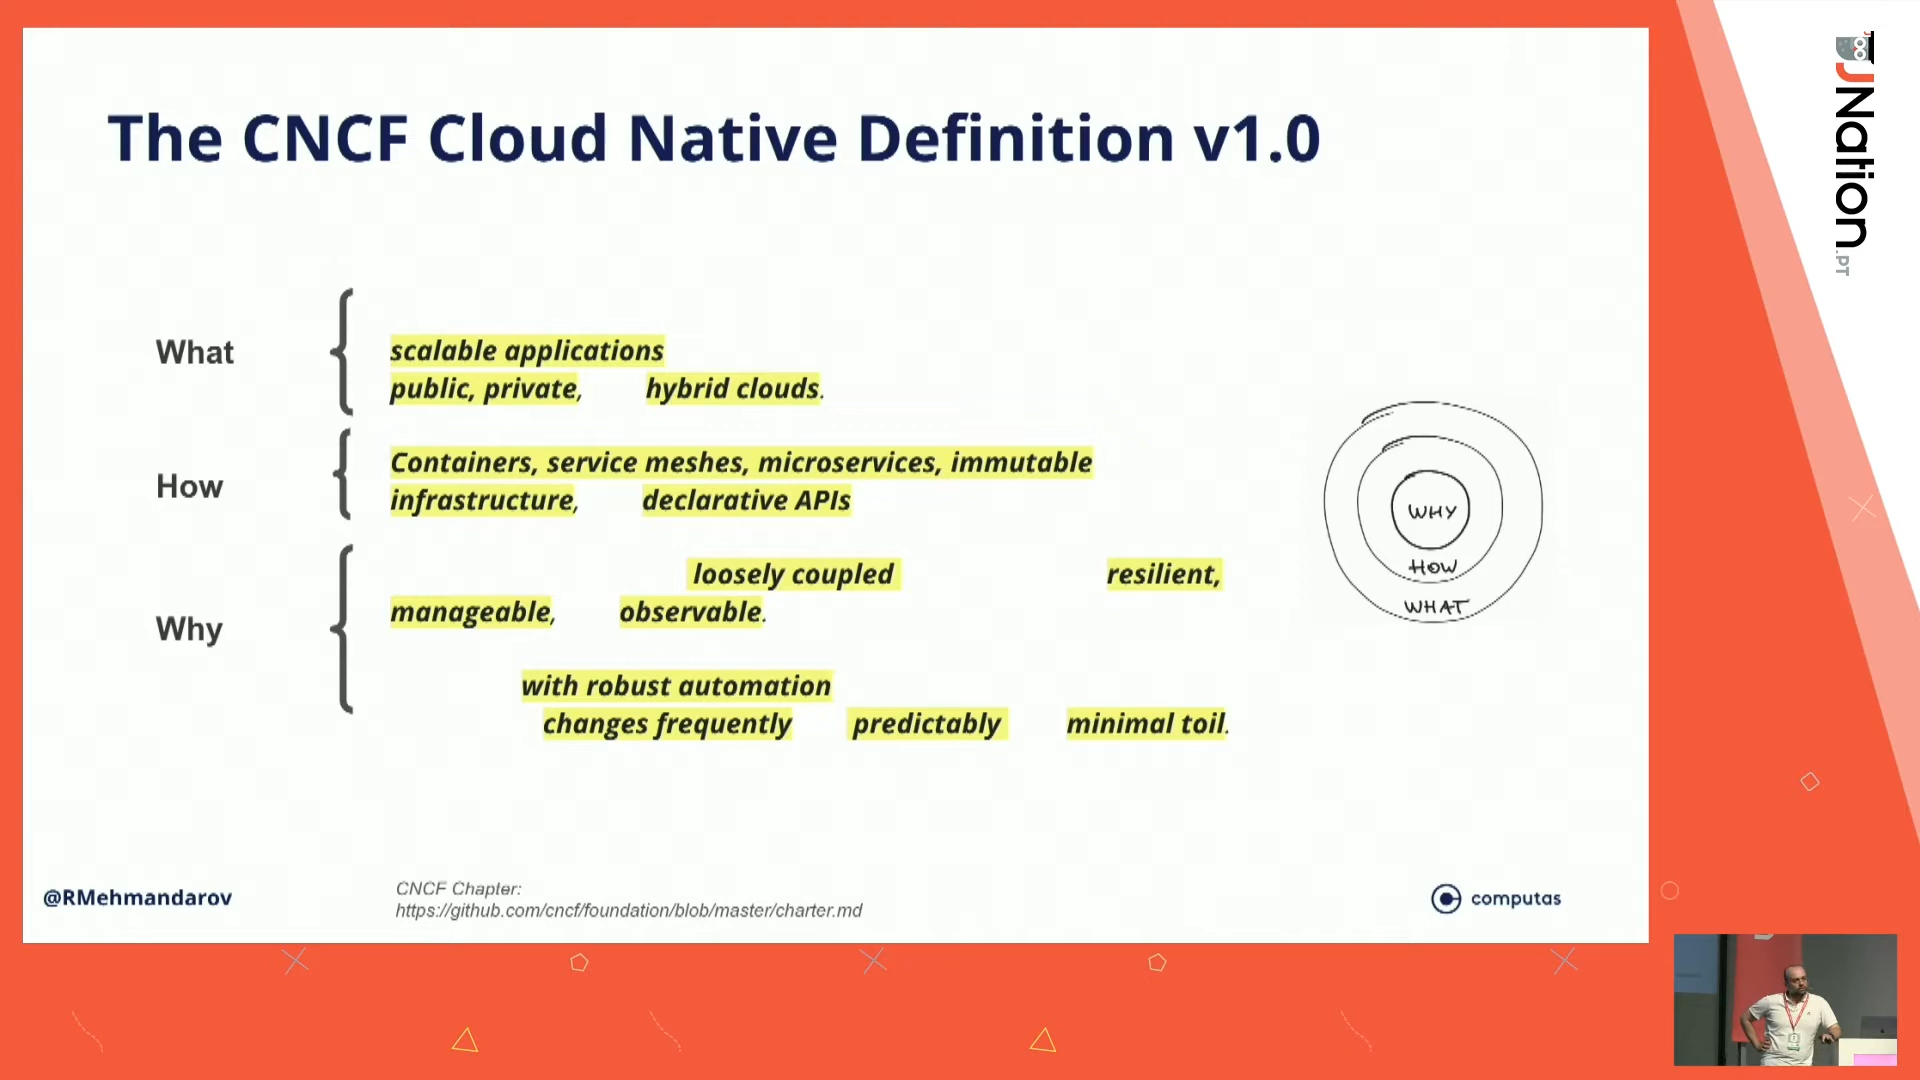 The CNCF Cloud Native Definition v1.0
What
scalable applications
public, private, hybrid clouds.
How
Containers, service meshes, microservices, immutable
infrastructure, declarative APIs
Why
loosely coupled resilient,
manageable, observable.
with robust automation
changes frequently predictably minimal toil.
WHY
HOW
WHAT
@RMehmandarov
CNCF Chapter:
https://github.com/cncf/foundation/blob/master/charter.md
computas
JNation.PT